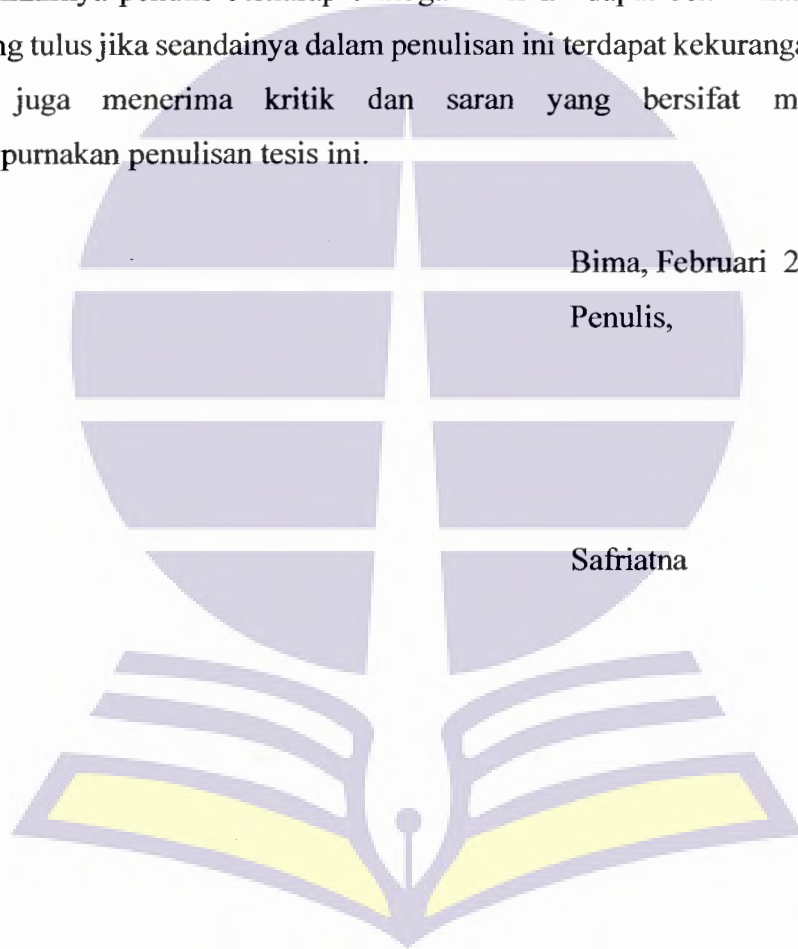 penulis
ng tulus jika seandainya dalam penulisan ini terdapat
juga menerima kritik dan saran yang bersifat m
purnakan penulisan tesis ini.
Bima, Februari 2
Penulis,
Safriatna